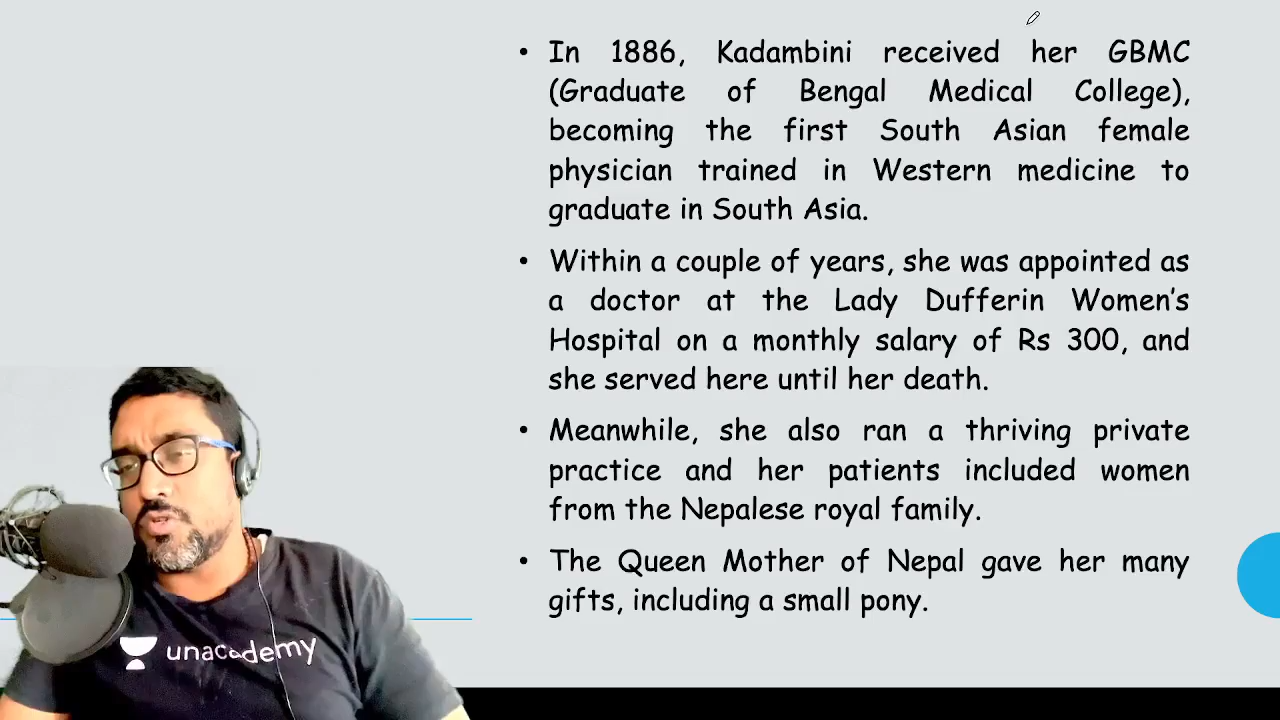 • In 1886, Kadambini received her GBMC
(Graduate of Bengal Medical College),
becoming the first South Asian female
physician trained in Western medicine to
graduate in South Asia.
• Within a couple of years, she was appointed as
a doctor at the Lady Dufferin Women’s
Hospital on a monthly salary of Rs 300, and
she served here until her death.
• Meanwhile, she also ran a thriving private
practice and her patients included women
from the Nepalese royal family.
• The Queen Mother of Nepal gave her many
gifts, including a small pony.
unacademy